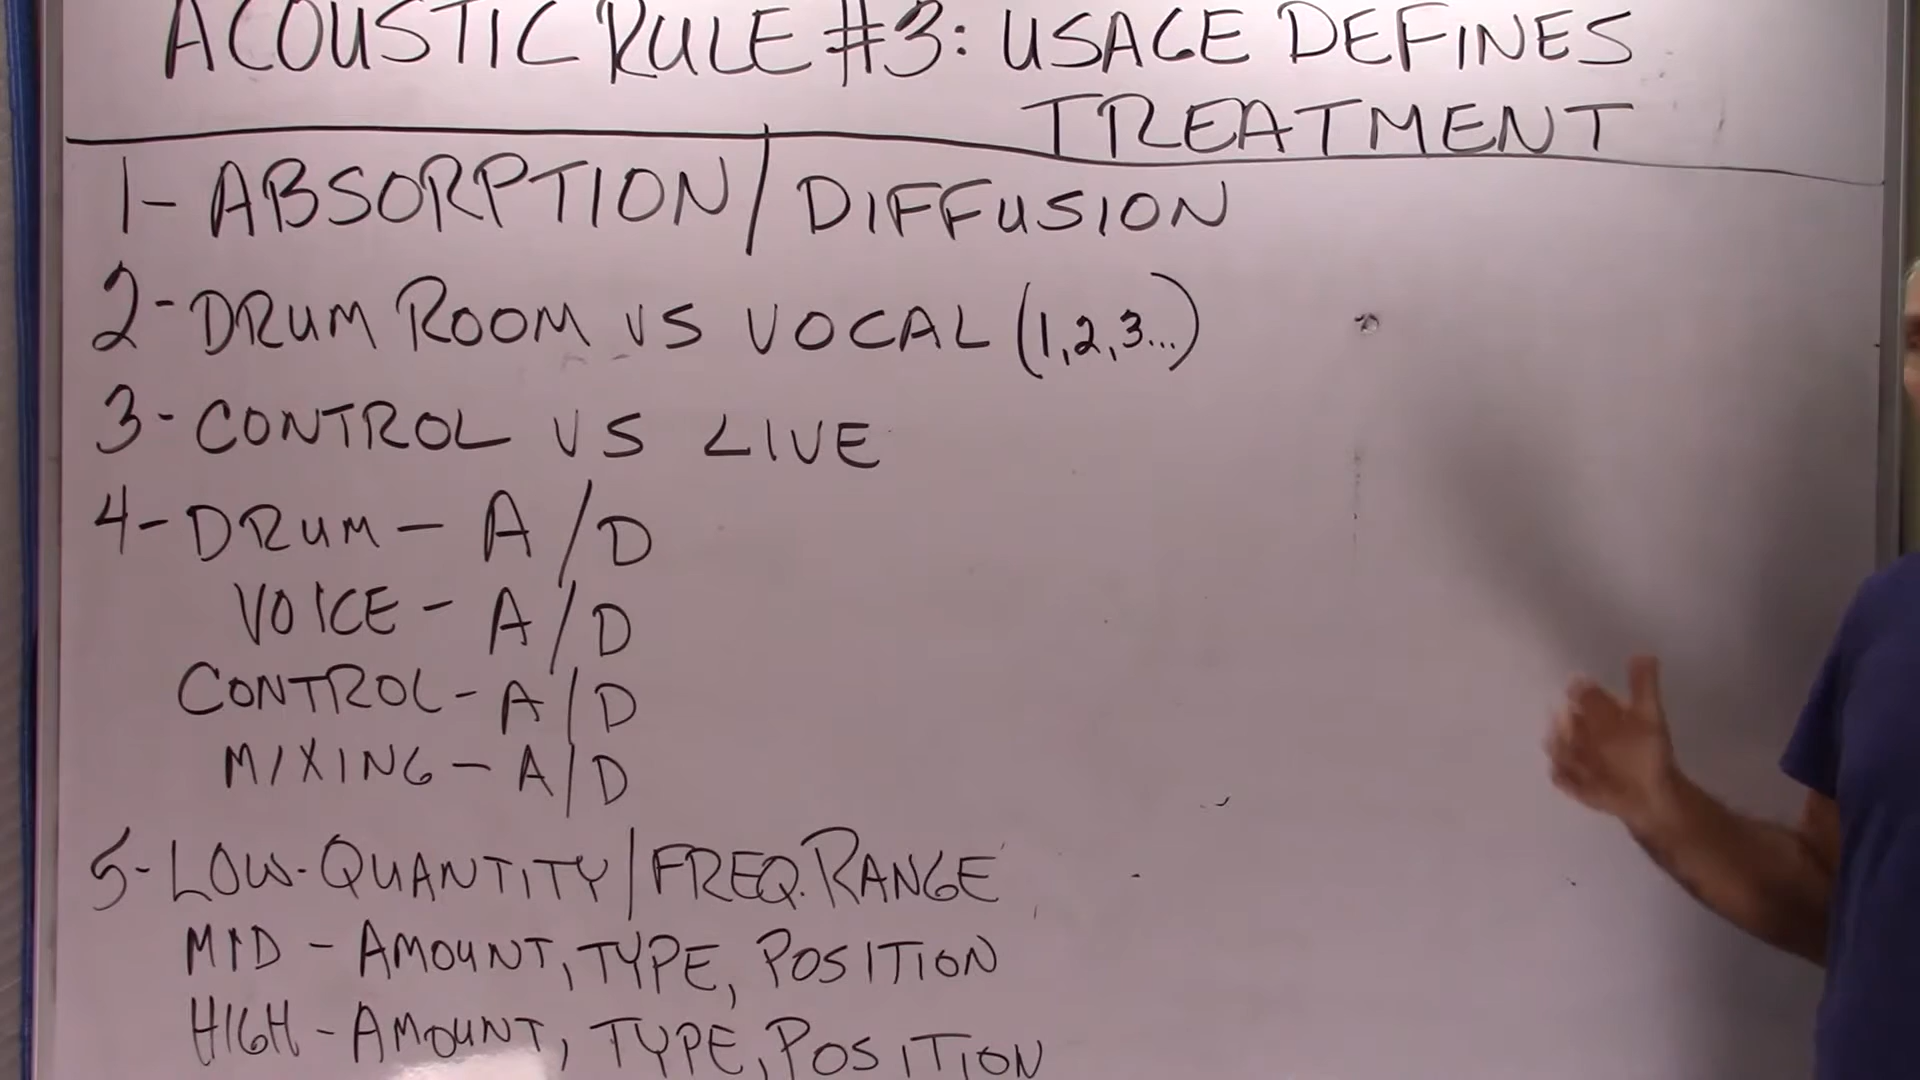 ACOUSTIC RULE #3: USAGE DEFINES
TREATMENT
1- ABSORPTION / DIFFUSION
2- DRUM ROOM VS VOCAL (1,2,3...)
3- CONTROL VS LIVE
4- DRUM - A/D
VOICE - A/D
CONTROL - A/D
MIXING - A/D
5- LOW - QUANTITY / FREQ. RANGE
MID - AMOUNT, TYPE, POSITION
HIGH - AMOUNT, TYPE, POSITION